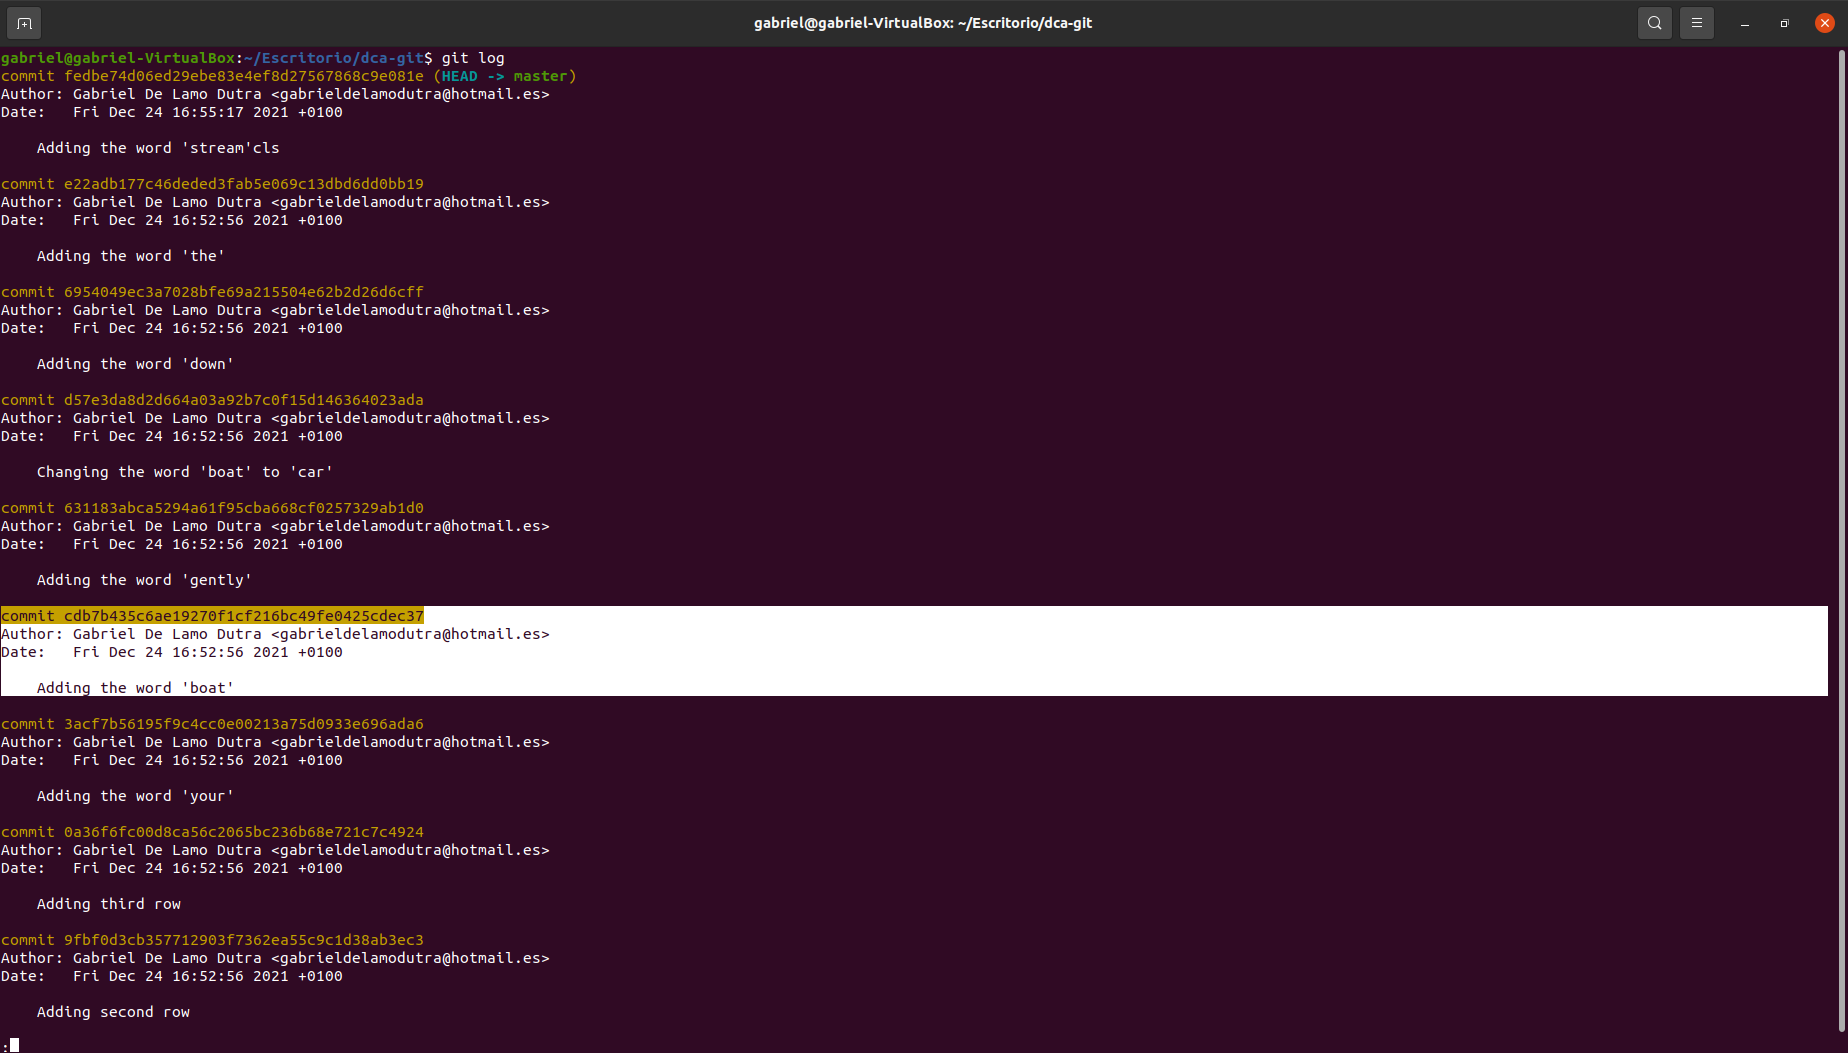 gabriel@gabriel-VirtualBox: ~/Escritorio/dca-git
gabriel@gabriel-VirtualBox:~/Escritorio/dca-git$ git log
commit fedbe74d06ed29ebe83e4ef8d27567868c9e081e (HEAD -> master)
Author: Gabriel De Lamo Dutra <gabrieldelamodutra@hotmail.es>
Date:   Fri Dec 24 16:55:17 2021 +0100
    Adding the word 'stream'cls
commit e22adb177c46deded3fab5e069c13dbd6dd0bb19
Author: Gabriel De Lamo Dutra <gabrieldelamodutra@hotmail.es>
Date:   Fri Dec 24 16:52:56 2021 +0100
    Adding the word 'the'
commit 6954049ec3a7028bfe69a215504e62b2d26d6cff
Author: Gabriel De Lamo Dutra <gabrieldelamodutra@hotmail.es>
Date:   Fri Dec 24 16:52:56 2021 +0100
    Adding the word 'down'
commit d57e3da8d2d664a03a92b7c0f15d146364023ada
Author: Gabriel De Lamo Dutra <gabrieldelamodutra@hotmail.es>
Date:   Fri Dec 24 16:52:56 2021 +0100
    Changing the word 'boat' to 'car'
commit 631183abca5294a61f95cba668cf0257329ab1d0
Author: Gabriel De Lamo Dutra <gabrieldelamodutra@hotmail.es>
Date:   Fri Dec 24 16:52:56 2021 +0100
    Adding the word 'gently'
commit cdb7b435c6ae19270f1cf216bc49fe0425cdec37
Author: Gabriel De Lamo Dutra <gabrieldelamodutra@hotmail.es>
Date:   Fri Dec 24 16:52:56 2021 +0100
    Adding the word 'boat'
commit 3acf7b56195f9c4cc0e00213a75d0933e696ada6
Author: Gabriel De Lamo Dutra <gabrieldelamodutra@hotmail.es>
Date:   Fri Dec 24 16:52:56 2021 +0100
    Adding the word 'your'
commit 0a36f6fc00d8ca56c2065bc236b68e721c7c4924
Author: Gabriel De Lamo Dutra <gabrieldelamodutra@hotmail.es>
Date:   Fri Dec 24 16:52:56 2021 +0100
    Adding third row
commit 9fbf0d3cb357712903f7362ea55c9c1d38ab3ec3
Author: Gabriel De Lamo Dutra <gabrieldelamodutra@hotmail.es>
Date:   Fri Dec 24 16:52:56 2021 +0100
    Adding second row
: